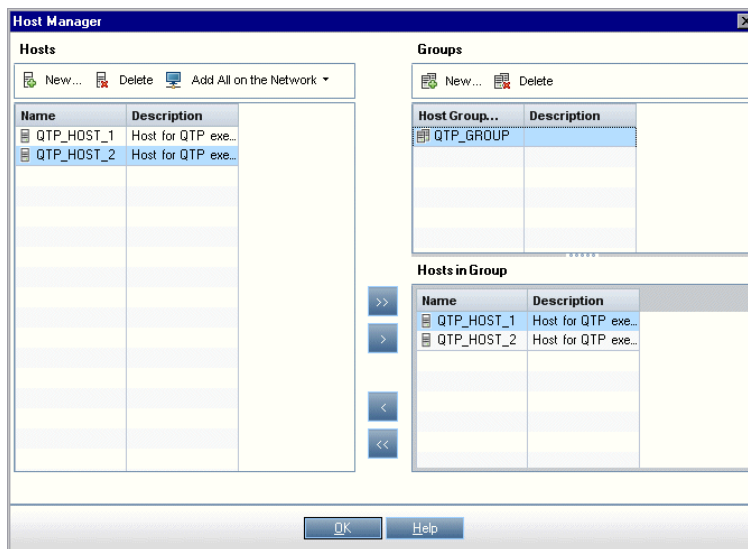 Host Manager
Hosts
New... Delete Add All on the Network
Name Description
QTP_HOST_1 Host for QTP exe...
QTP_HOST_2 Host for QTP exe...
Groups
New... Delete
Host Group... Description
QTP_GROUP
>>
>
<
<<
Hosts in Group
Name Description
QTP_HOST_1 Host for QTP exe...
QTP_HOST_2 Host for QTP exe...
OK Help